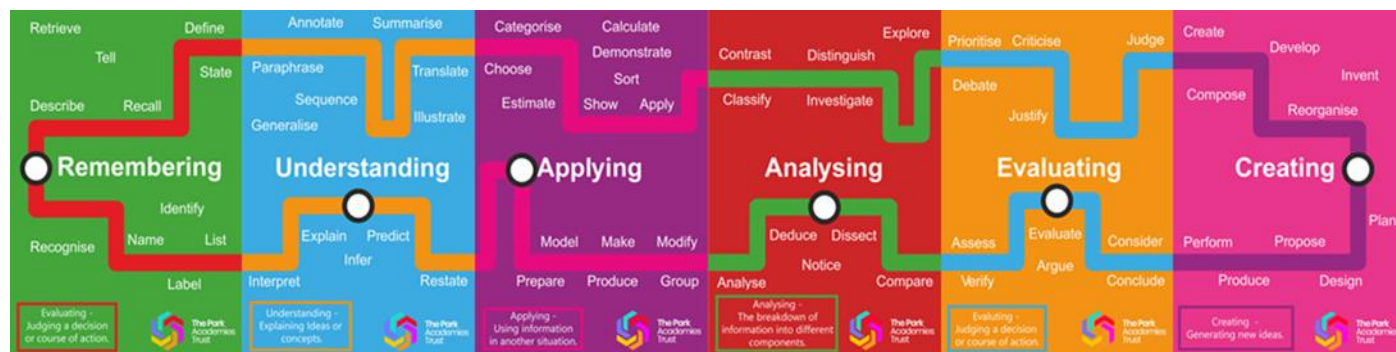 Retrieve
Define
Tell
State
Describe
Recall
Remembering
Identify
Recognise
Name
List
Label
Evaluating -
Judging a decision
or course of action.
The Park
Academies
Trust
Annotate
Summarise
Paraphrase
Translate
Sequence
Illustrate
Generalise
Understanding
Explain
Predict
Infer
Interpret
Restate
Understanding -
Explaining Ideas or
concepts.
The Park
Academies
Trust
Categorise
Calculate
Demonstrate
Choose
Sort
Estimate
Show
Apply
Applying
Model
Make
Modify
Prepare
Produce
Group
Applying -
Using information
in another situation.
The Park
Academies
Trust
Explore
Contrast
Distinguish
Classify
Investigate
Analysing
Deduce
Dissect
Notice
Analyse
Compare
Analysing -
The breakdown of
information into different
components.
The Park
Academies
Trust
Prioritise
Criticise
Judge
Debate
Justify
Evaluating
Assess
Evaluate
Consider
Argue
Verify
Conclude
Evaluting -
Judging a decision
or course of action.
The Park
Academies
Trust
Create
Develop
Invent
Compose
Reorganise
Creating
Plan
Perform
Propose
Produce
Design
Creating -
Generating new ideas.
The Park
Academies
Trust